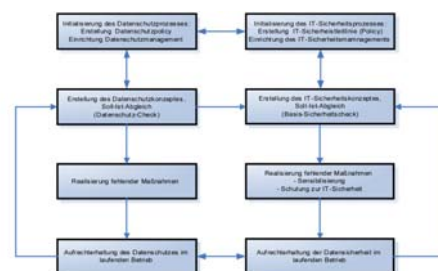 Initialisierung des Datenschutzprozesses
Erstellung Datenschutzpolicy
Einrichtung Datenschutzmanagement
Initialisierung des IT-Sicherheitsprozesses
Erstellung IT-Sicherheitsleitlinie (Policy)
Einrichtung des IT-Sicherheitsmanagements
Erstellung des Datenschutzkonzeptes,
Soll-Ist-Abgleich
(Datenschutz-Check)
Erstellung des IT-Sicherheitskonzeptes,
Soll-Ist-Abgleich
(Basis-Sicherheitscheck)
Realisierung fehlender Maßnahmen
Realisierung fehlender Maßnahmen
- Sensibilisierung
- Schulung zur IT-Sicherheit
Aufrechterhaltung des Datenschutzes im
laufenden Betrieb
Aufrechterhaltung der Datensicherheit im
laufenden Betrieb